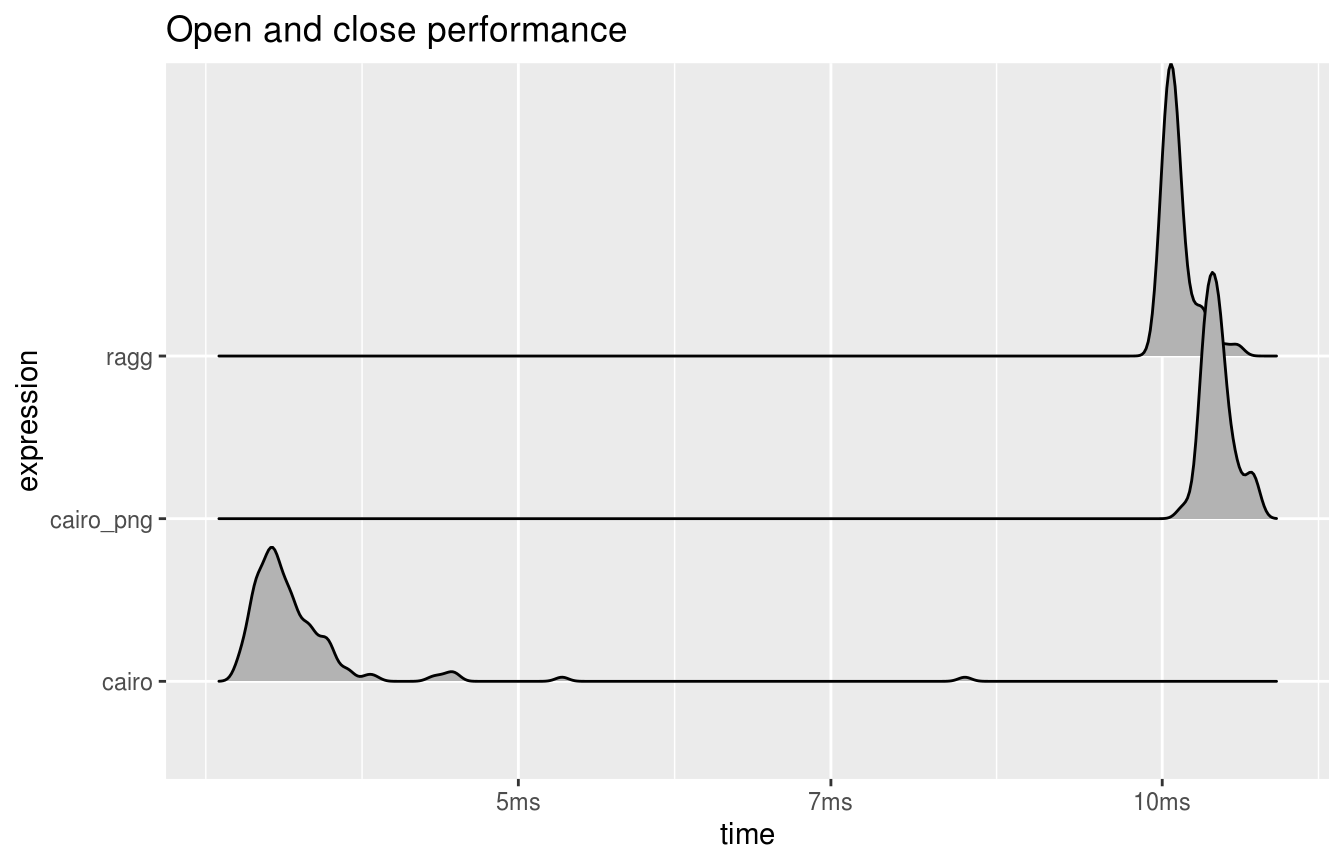 Open and close performance
expression
ragg
cairo_png
cairo
5ms
7ms
10ms
time